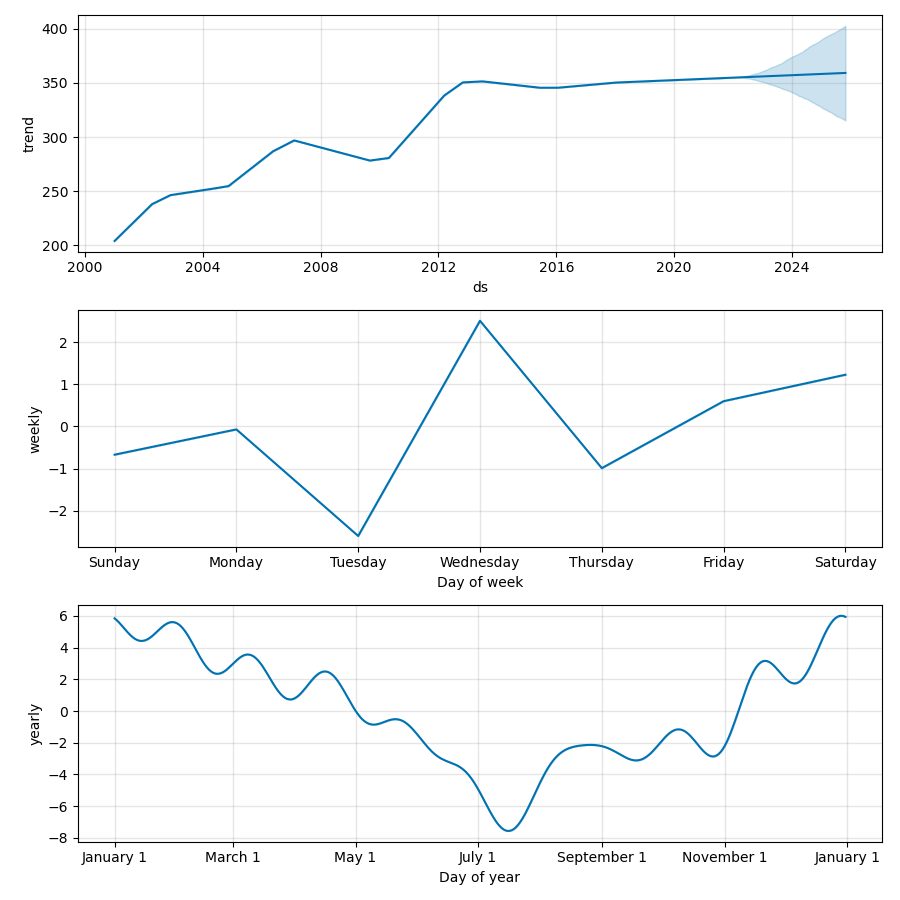 400
350
300
250
200
trend
2000 2004 2008 2012 2016 2020 2024
ds
2
1
0
−1
−2
weekly
Sunday Monday Tuesday Wednesday Thursday Friday Saturday
Day of week
6
4
2
0
−2
−4
−6
−8
yearly
January 1 March 1 May 1 July 1 September 1 November 1 January 1
Day of year